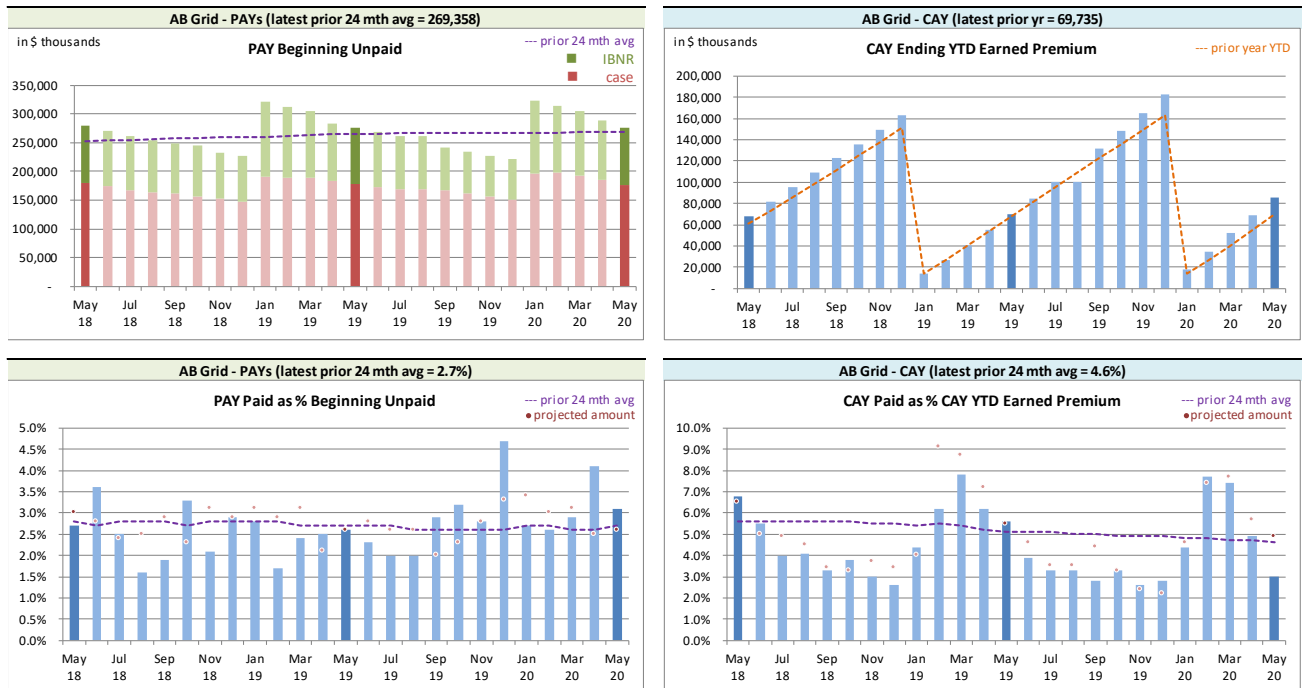 AB Grid - PAYs (latest prior 24 mth avg = 269,358)
in $ thousands
PAY Beginning Unpaid
--- prior 24 mth avg
IBNR
case
350,000
300,000
250,000
200,000
150,000
100,000
50,000
-
May Jul Sep Nov Jan Mar May Jul Sep Nov Jan Mar May
18 18 18 18 19 19 19 19 19 19 20 20 20
AB Grid - CAY (latest prior yr = 69,735)
in $ thousands
CAY Ending YTD Earned Premium
--- prior year YTD
200,000
180,000
160,000
140,000
120,000
100,000
80,000
60,000
40,000
20,000
-
May Jul Sep Nov Jan Mar May Jul Sep Nov Jan Mar May
18 18 18 18 19 19 19 19 19 19 20 20 20
AB Grid - PAYs (latest prior 24 mth avg = 2.7%)
PAY Paid as % Beginning Unpaid
--- prior 24 mth avg
projected amount
5.0%
4.5%
4.0%
3.5%
3.0%
2.5%
2.0%
1.5%
1.0%
0.5%
0.0%
May Jul Sep Nov Jan Mar May Jul Sep Nov Jan Mar May
18 18 18 18 19 19 19 19 19 19 20 20 20
AB Grid - CAY (latest prior 24 mth avg = 4.6%)
CAY Paid as % CAY YTD Earned Premium
--- prior 24 mth avg
projected amount
10.0%
9.0%
8.0%
7.0%
6.0%
5.0%
4.0%
3.0%
2.0%
1.0%
0.0%
May Jul Sep Nov Jan Mar May Jul Sep Nov Jan Mar May
18 18 18 18 19 19 19 19 19 19 20 20 20